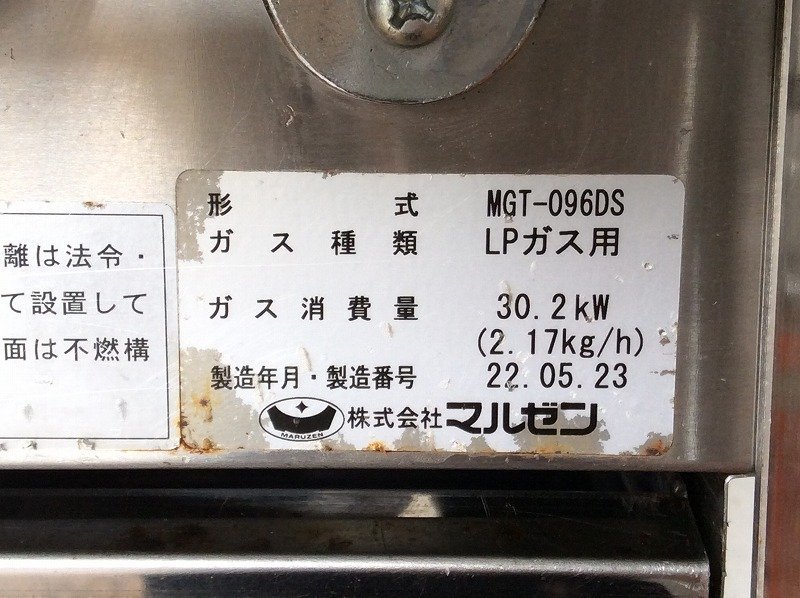 離は法令・
て設置して
面は不燃構
形式 MGT-096DS
ガス種類 LPガス用
ガス消費量 30.2kW
(2.17kg/h)
製造年月・製造番号 22.05.23
MARUZEN 株式会社マルゼン